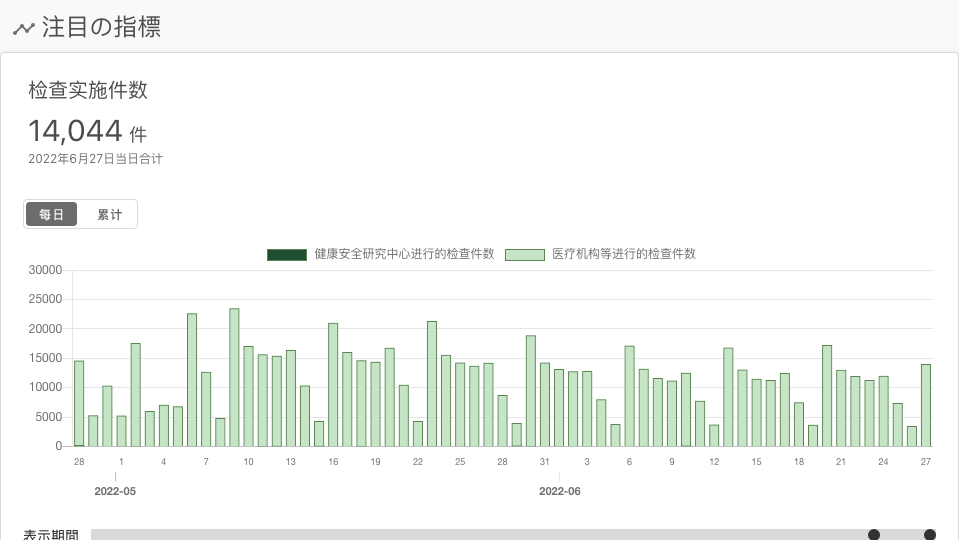 注目の指標
检查实施件数
14,044 件
2022年6月27日当日合计
每日 累计
健康安全研究中心进行的检查件数 医疗机构等进行的检查件数
30000
25000
20000
15000
10000
5000
0
28 1 4 7 10 13 16 19 22 25 28 31 3 6 9 12 15 18 21 24 27
2022-05 2022-06
表示期間